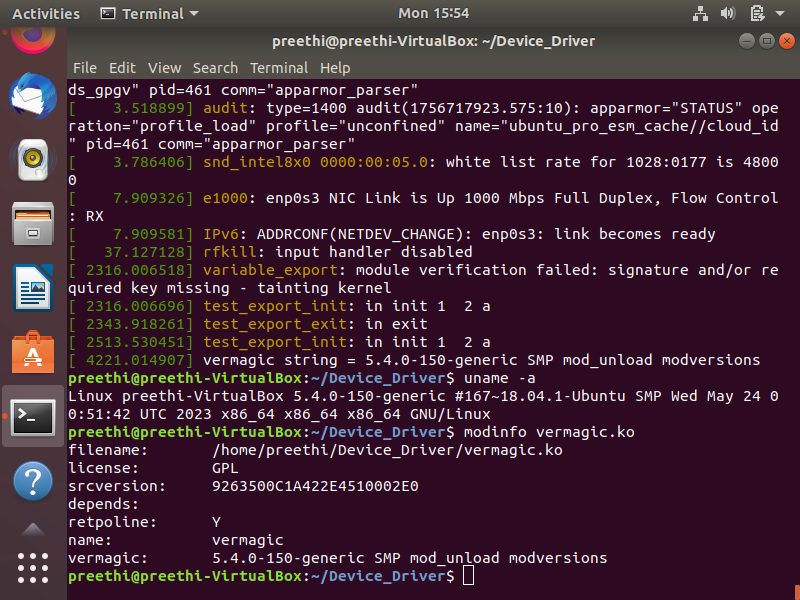 Activities Terminal Mon 15:54
preethi@preethi-VirtualBox: ~/Device_Driver
File Edit View Search Terminal Help
ds_gpgv" pid=461 comm="apparmor_parser"
[    3.518899] audit: type=1400 audit(1756717923.575:10): apparmor="STATUS" ope
ration="profile_load" profile="unconfined" name="ubuntu_pro_esm_cache//cloud_id
" pid=461 comm="apparmor_parser"
[    3.786406] snd_intel8x0 0000:00:05.0: white list rate for 1028:0177 is 4800
0
[    7.909326] e1000: enp0s3 NIC Link is Up 1000 Mbps Full Duplex, Flow Control
: RX
[    7.909581] IPv6: ADDRCONF(NETDEV_CHANGE): enp0s3: link becomes ready
[   37.127128] rfkill: input handler disabled
[ 2316.006518] variable_export: module verification failed: signature and/or re
quired key missing - tainting kernel
[ 2316.006696] test_export_init: in init 1  2 a
[ 2343.918261] test_export_exit: in exit
[ 2513.530451] test_export_init: in init 1  2 a
[ 4221.014907] vermagic string = 5.4.0-150-generic SMP mod_unload modversions
preethi@preethi-VirtualBox:~/Device_Driver$ uname -a
Linux preethi-VirtualBox 5.4.0-150-generic #167~18.04.1-Ubuntu SMP Wed May 24 0
0:51:42 UTC 2023 x86_64 x86_64 x86_64 GNU/Linux
preethi@preethi-VirtualBox:~/Device_Driver$ modinfo vermagic.ko
filename:       /home/preethi/Device_Driver/vermagic.ko
license:        GPL
srcversion:     9263500C1A422E4510002E0
depends:
retpoline:      Y
name:           vermagic
vermagic:       5.4.0-150-generic SMP mod_unload modversions
preethi@preethi-VirtualBox:~/Device_Driver$